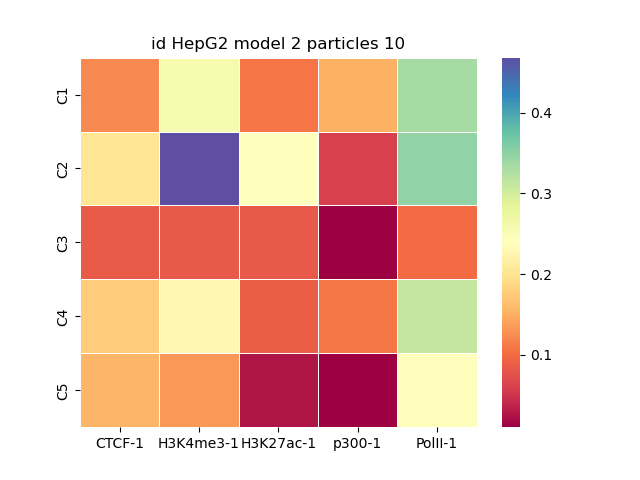 id HepG2 model 2 particles 10
C1
C2
C3
C4
C5
CTCF-1 H3K4me3-1 H3K27ac-1 p300-1 PolII-1
0.4
0.3
0.2
0.1